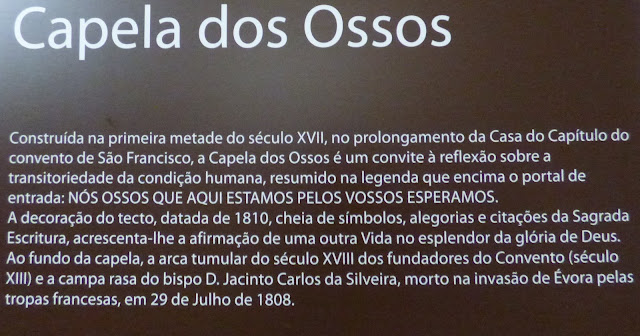 Capela dos Ossos
Construída na primeira metade do século XVII, no prolongamento da Casa do Capítulo do
convento de São Francisco, a Capela dos Ossos é um convite à reflexão sobre a
transitoriedade da condição humana, resumido na legenda que encima o portal de
entrada: NÓS OSSOS QUE AQUI ESTAMOS PELOS VOSSOS ESPERAMOS.
A decoração do tecto, datada de 1810, cheia de símbolos, alegorias e citações da Sagrada
Escritura, acrescenta-lhe a afirmação de uma outra Vida no esplendor da glória de Deus.
Ao fundo da capela, a arca tumular do século XVIII dos fundadores do Convento (século
XIII) e a campa rasa do bispo D. Jacinto Carlos da Silveira, morto na invasão de Évora pelas
tropas francesas, em 29 de Julho de 1808.